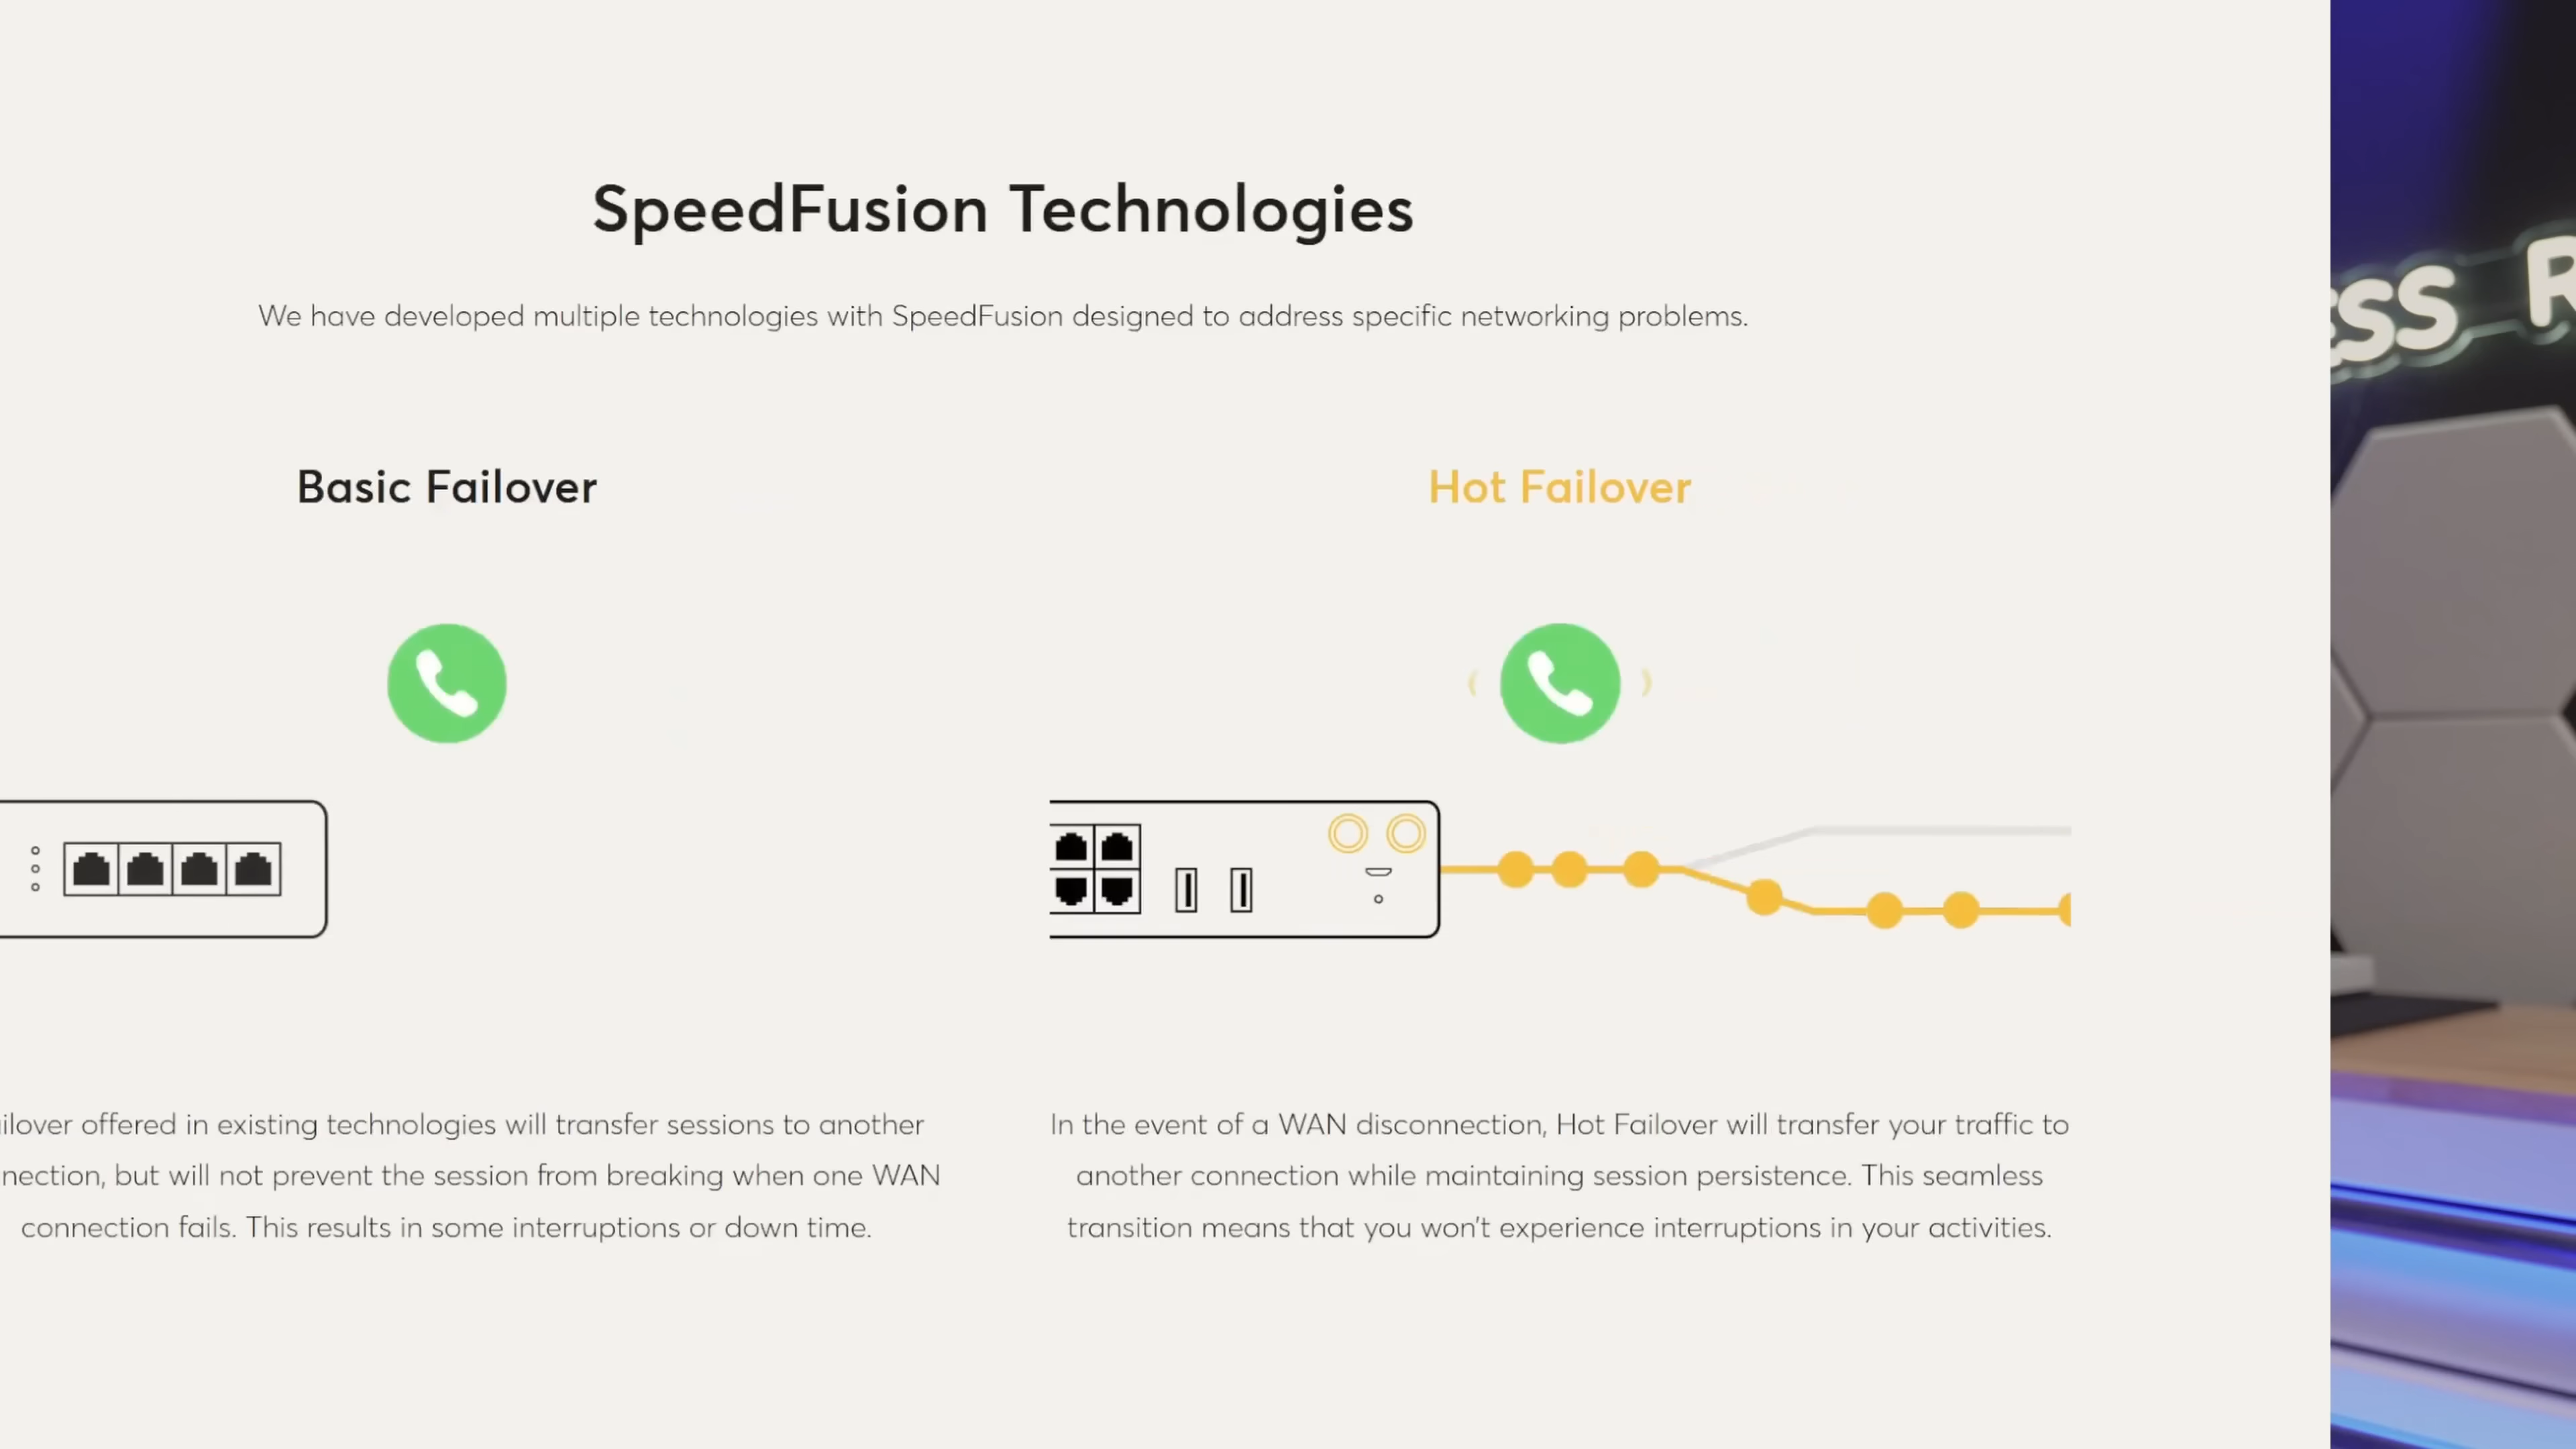 SpeedFusion Technologies
We have developed multiple technologies with SpeedFusion designed to address specific networking problems.
Basic Failover
Hot Failover
offered in existing technologies will transfer sessions to another
but will not prevent the session from breaking when one WAN
connection fails. This results in some interruptions or down time.
In the event of a WAN disconnection, Hot Failover will transfer your traffic to
another connection while maintaining session persistence. This seamless
transition means that you won't experience interruptions in your activities.